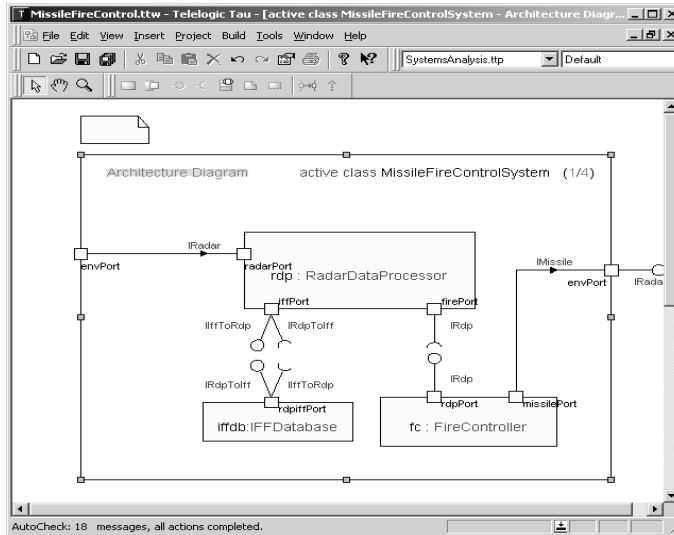 MissileFireControl.ttw - Telelogic Tau - [active class MissileFireControlSystem - Architecture Diagr...
File Edit View Insert Project Build Tools Window Help
SystemsAnalysis.ttp Default
Architecture Diagram active class MissileFireControlSystem (1/4)
IRadar
envPort
radarPort
rdp : RadarDataProcessor
IMissile
envPort
IRada
iffPort
firePort
IIffToRdp IRdpToIff
IRdp
IRdpToIff IIffToRdp
IRdp
rdpiffPort
rdpPort
missilePort
iffdb:IFFDatabase
fc : FireController
AutoCheck: 18 messages, all actions completed.